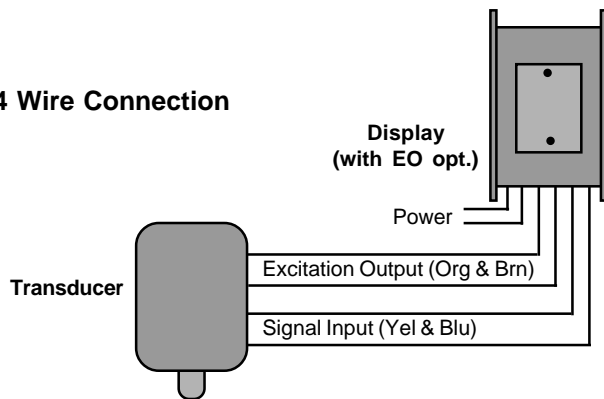 4 Wire Connection
Display
(with EO opt.)
Power
Excitation Output (Org & Brn)
Transducer
Signal Input (Yel & Blu)